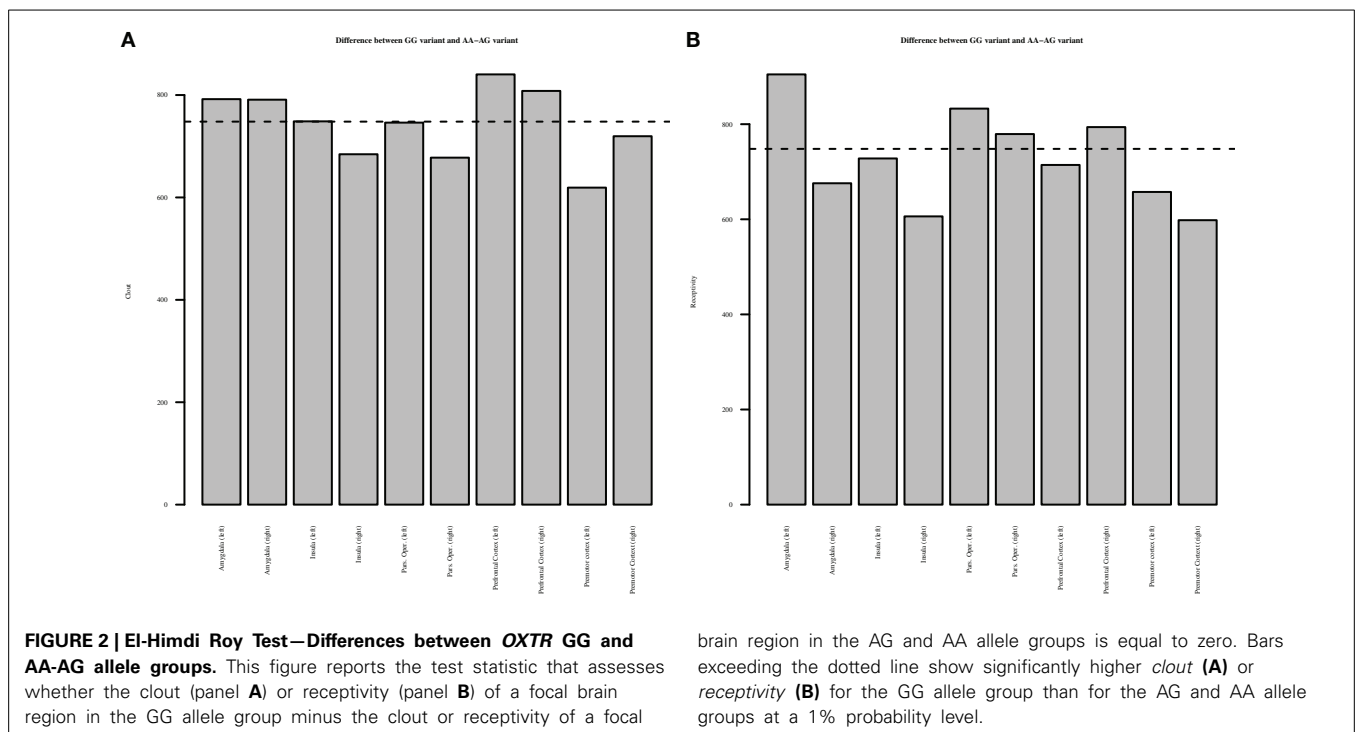 A
Difference between GG variant and AA−AG variant
800
600
400
200
0
Clout
Amygdala (left)
Amygdala (right)
Insula (left)
Insula (right)
Pars. Oper. (left)
Pars. Oper. (right)
Prefrontal Cortex (left)
Prefrontal Cortex (right)
Premotor cortex (left)
Premotor Cortext (right)
B
Difference between GG variant and AA−AG variant
800
600
400
200
0
Receptivity
Amygdala (left)
Amygdala (right)
Insula (left)
Insula (right)
Pars. Oper. (left)
Pars. Oper. (right)
Prefrontal Cortex (left)
Prefrontal Cortex (right)
Premotor cortex (left)
Premotor Cortext (right)
FIGURE 2 | El-Himdi Roy Test—Differences between OXTR GG and
AA-AG allele groups. This figure reports the test statistic that assesses
whether the clout (panel A) or receptivity (panel B) of a focal brain
region in the GG allele group minus the clout or receptivity of a focal
brain region in the AG and AA allele groups is equal to zero. Bars
exceeding the dotted line show significantly higher clout (A) or
receptivity (B) for the GG allele group than for the AG and AA allele
groups at a 1% probability level.